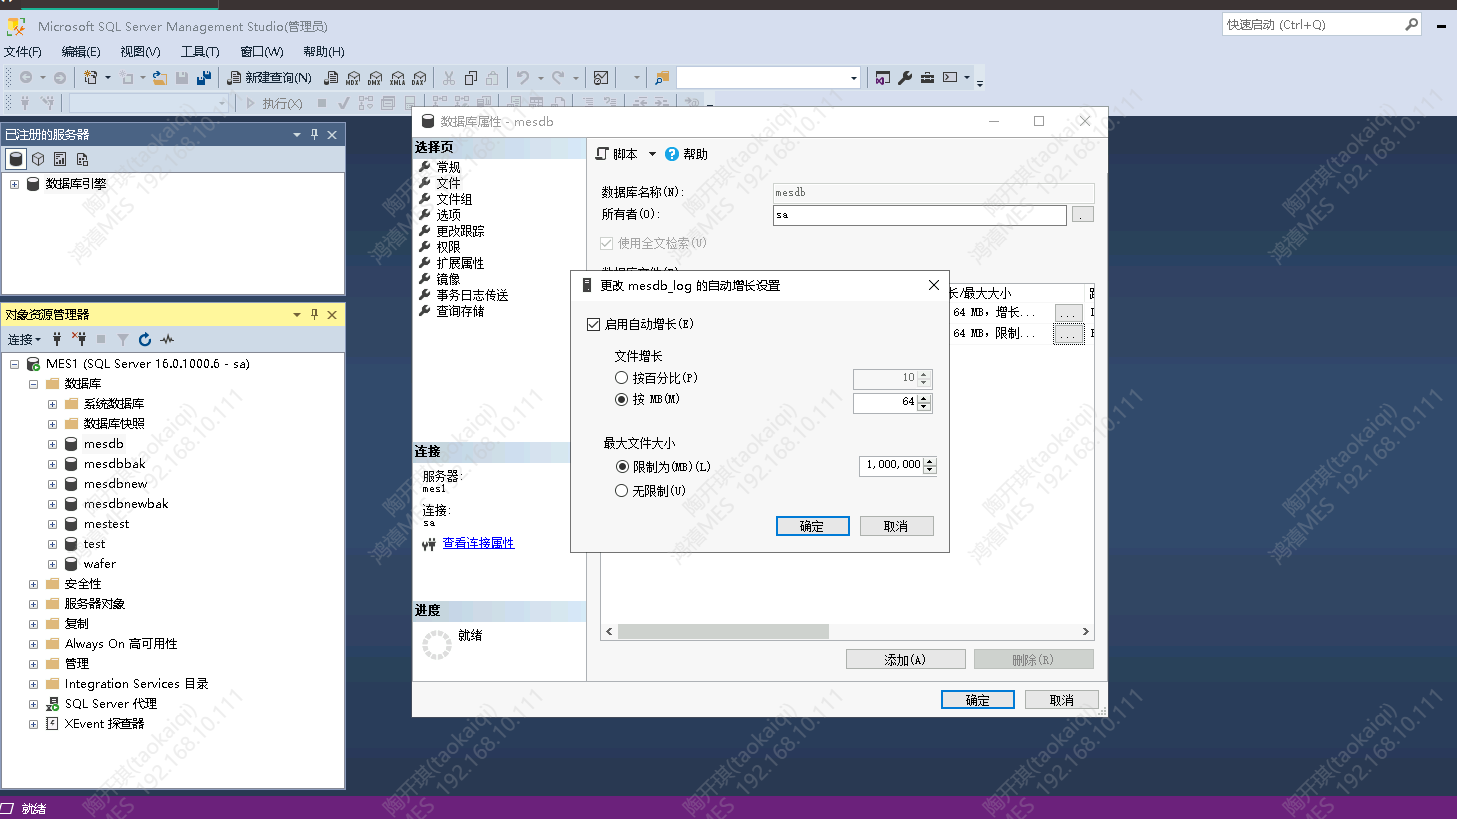 Microsoft SQL Server Management Studio(管理员)
快速启动 (Ctrl+Q)
文件(F) 编辑(E) 视图(V) 工具(T) 窗口(W) 帮助(H)
新建查询(N)
MDX DMX XMLA DAX
执行(X)
已注册的服务器
数据库引擎
对象资源管理器
连接
MES1 (SQL Server 16.0.1000.6 - sa)
数据库
系统数据库
数据库快照
mesdb
mesdbbak
mesdbnew
mesdbnewbak
mestest
test
wafer
安全性
服务器对象
复制
Always On 高可用性
管理
Integration Services 目录
SQL Server 代理
XEvent 探查器
数据库属性 - mesdb
选择页
常规
文件
文件组
选项
更改跟踪
权限
扩展属性
镜像
事务日志传送
查询存储
连接
服务器:
mes1
连接:
sa
查看连接属性
进度
就绪
脚本 帮助
数据库名称(N): mesdb
所有者(O): sa
使用全文检索(U)
长/最大大小
64 MB，增长... ...
64 MB，限制... ...
添加(A) 删除(R)
确定 取消
更改 mesdb_log 的自动增长设置
启用自动增长(E)
文件增长
按百分比(P) 10
按 MB(M) 64
最大文件大小
限制为(MB)(L) 1,000,000
无限制(U)
确定 取消
就绪
陶开琪(taokaiqi)
鸿禧MES 192.168.10.111